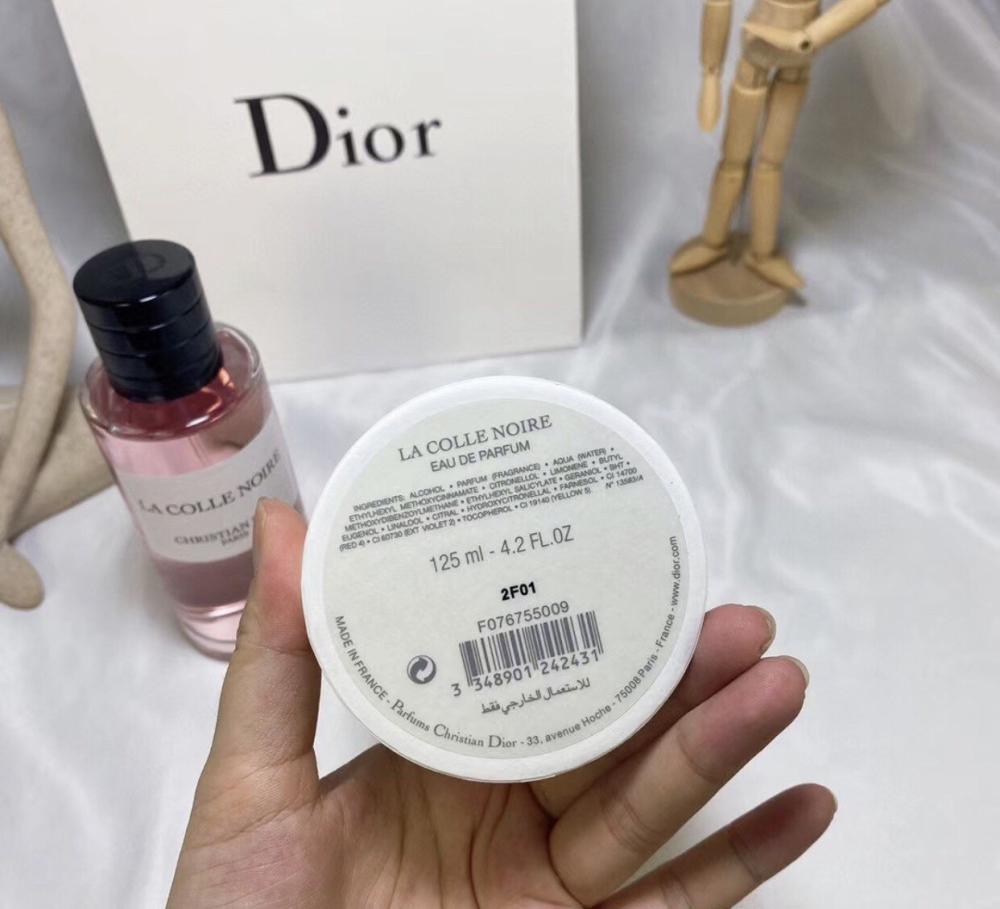 Dior
LA COLLE NOIRE
CHRISTIAN
PARIS
LA COLLE NOIRE
EAU DE PARFUM
INGREDIENTS: ALCOHOL • PARFUM (FRAGRANCE) • AQUA (WATER) •
ETHYLHEXYL METHOXYCINNAMATE • CITRONELLOL • LIMONENE • BUTYL
METHOXYDIBENZOYLMETHANE • ETHYLHEXYL SALICYLATE • GERANIOL • BHT •
EUGENOL • LINALOOL • CITRAL • HYDROXYCITRONELLAL • FARNESOL • CI 14700
(RED 4) • CI 60730 (EXT VIOLET 2) • TOCOPHEROL • CI 19140 (YELLOW 5). N° 13583/A
125 ml - 4.2 FL.OZ
2F01
F076755009
3 348901 242431
للاستعمال الخارجي فقط
MADE IN FRANCE - Parfums Christian Dior - 33, avenue Hoche - 75008 Paris - France - www.dior.com